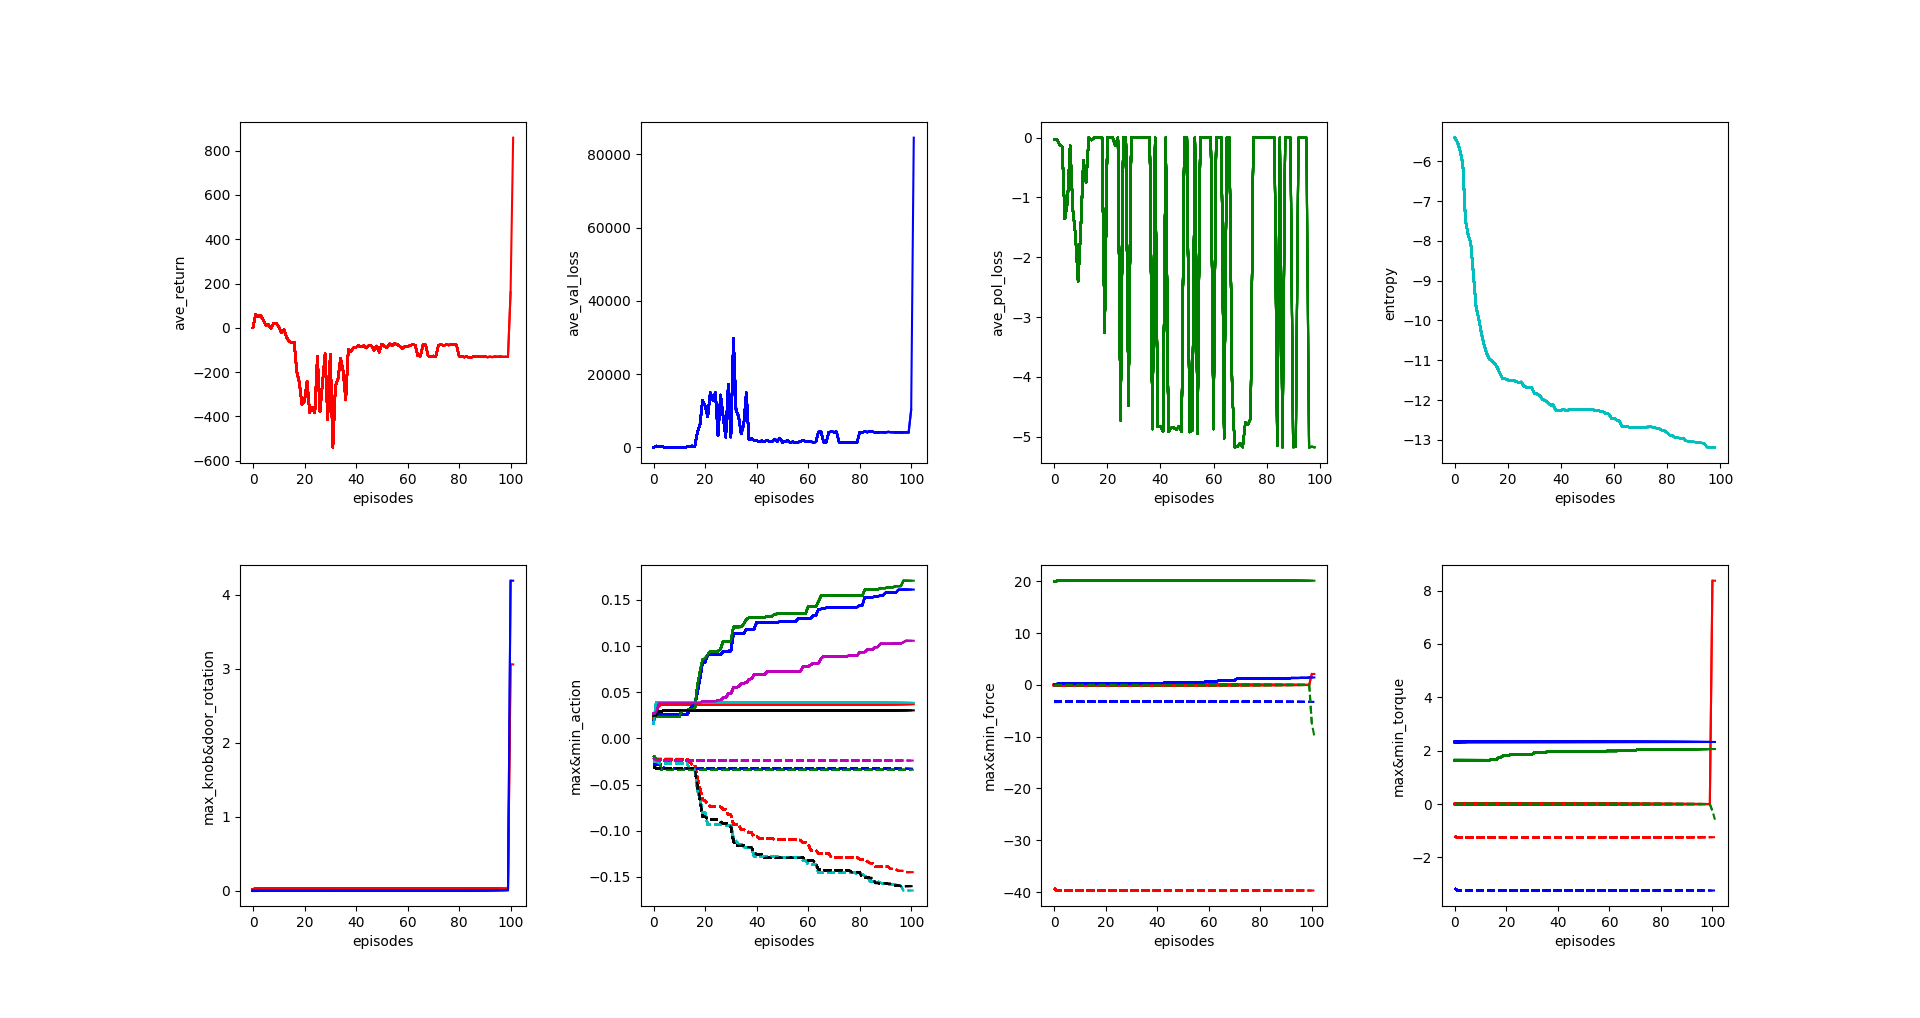 ave_return
800
600
400
200
0
−200
−400
−600
0 20 40 60 80 100
episodes
ave_val_loss
80000
60000
40000
20000
0
0 20 40 60 80 100
episodes
ave_pol_loss
0
−1
−2
−3
−4
−5
0 20 40 60 80 100
episodes
entropy
−6
−7
−8
−9
−10
−11
−12
−13
0 20 40 60 80 100
episodes
max_knob&door_rotation
4
3
2
1
0
0 20 40 60 80 100
episodes
max&min_action
0.15
0.10
0.05
0.00
−0.05
−0.10
−0.15
0 20 40 60 80 100
episodes
max&min_force
20
10
0
−10
−20
−30
−40
0 20 40 60 80 100
episodes
max&min_torque
8
6
4
2
0
−2
0 20 40 60 80 100
episodes